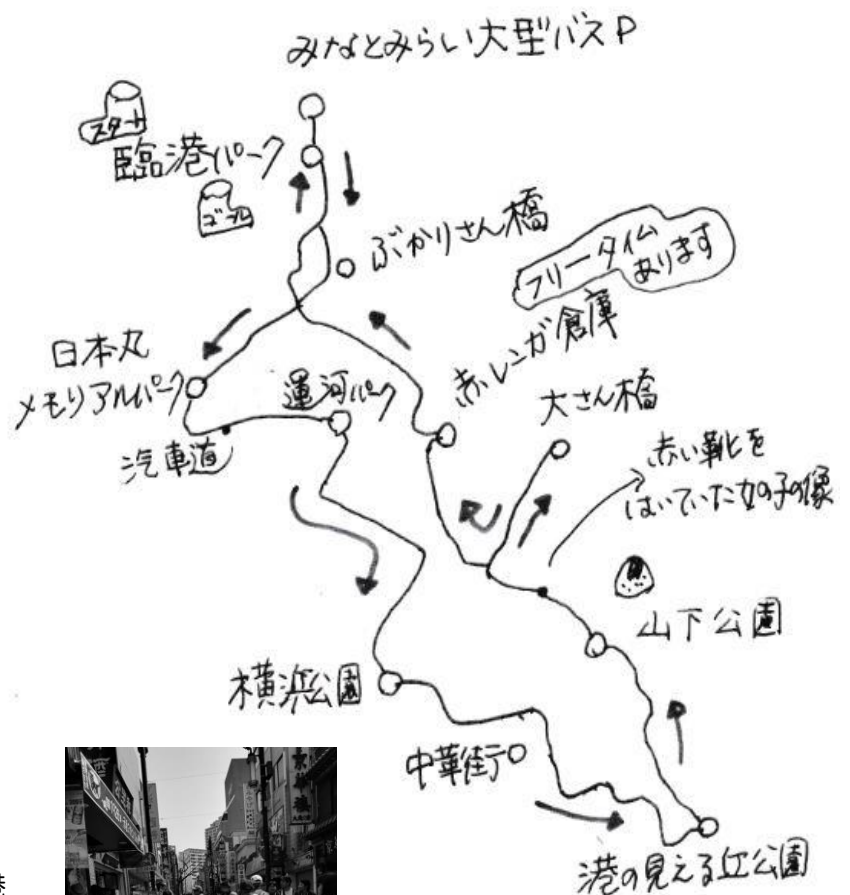 みなとみらい大型バスP
スタート
臨港パーク
ゴール
ぷかりさん橋
フリータイム
あります
日本丸
メモリアルパーク
運河パーク
赤レンガ倉庫
汽車道
大さん橋
赤い靴を
はいていた女の子の像
山下公園
横浜公園
中華街
港の見える丘公園
港